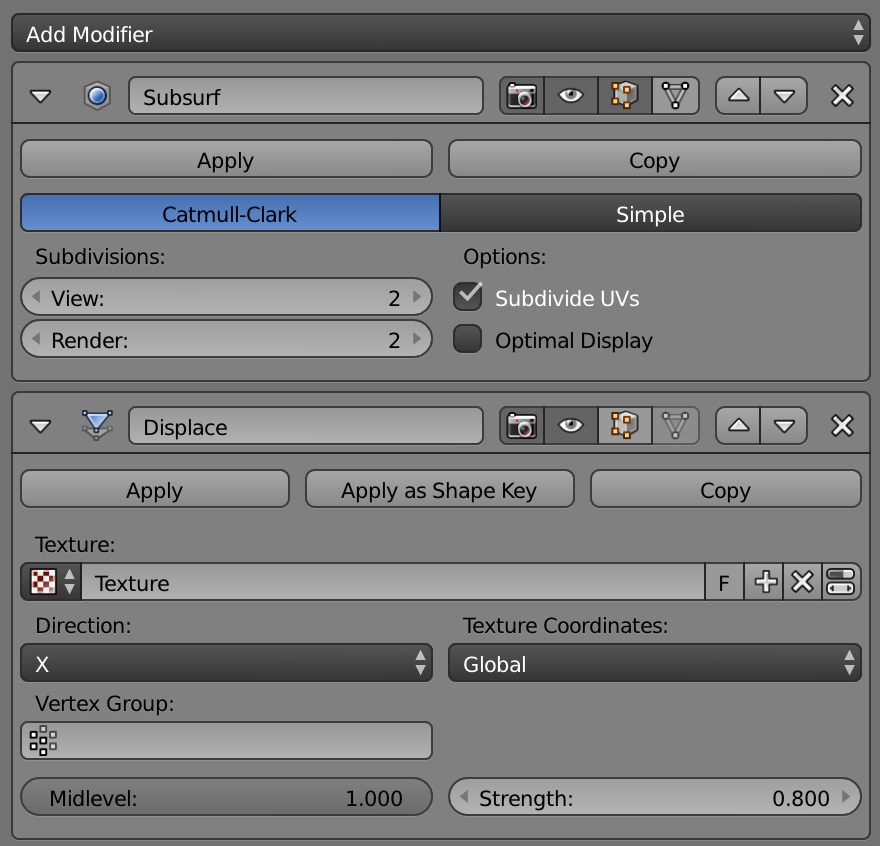 Add Modifier
Subsurf
Apply Copy
Catmull-Clark Simple
Subdivisions: Options:
View: 2 Subdivide UVs
Render: 2 Optimal Display
Displace
Apply Apply as Shape Key Copy
Texture:
Texture F
Direction: Texture Coordinates:
X Global
Vertex Group:
Midlevel: 1.000 Strength: 0.800